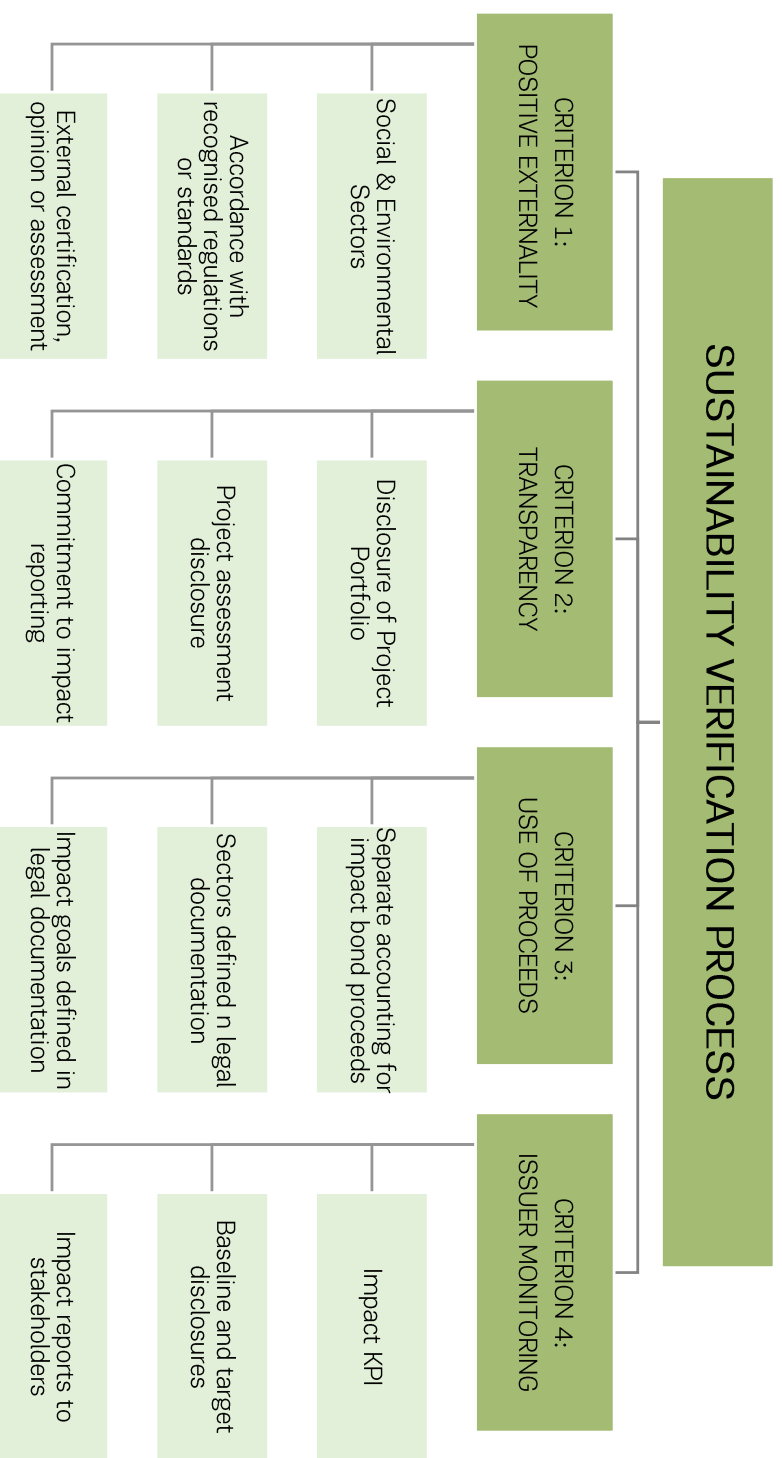 SUSTAINABILITY VERIFICATION PROCESS
CRITERION 1:
POSITIVE EXTERNALITY
Social & Environmental
Sectors
Accordance with
recognised regulations
or standards
External certification,
opinion or assessment
CRITERION 2:
TRANSPARENCY
Disclosure of Project
Portfolio
Project assessment
disclosure
Commitment to impact
reporting
CRITERION 3:
USE OF PROCEEDS
Separate accounting for
impact bond proceeds
Sectors defined n legal
documentation
Impact goals defined in
legal documentation
CRITERION 4:
ISSUER MONITORING
Impact KPI
Baseline and target
disclosures
Impact reports to
stakeholders